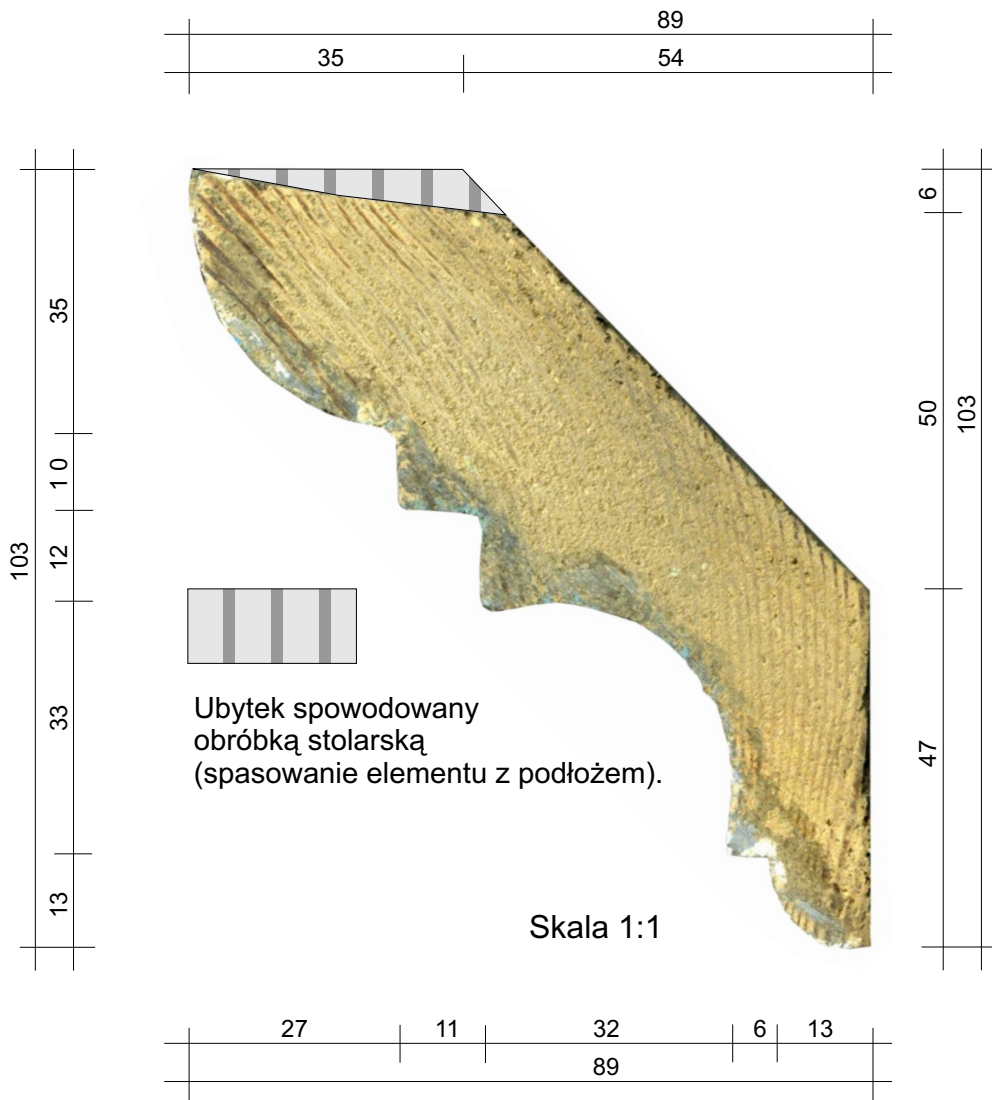 89
35 54
35
1 0
12
33
13
103
6
50
47
103
Ubytek spowodowany
obróbką stolarską
(spasowanie elementu z podłożem).
Skala 1:1
27 11 32 6 13
89